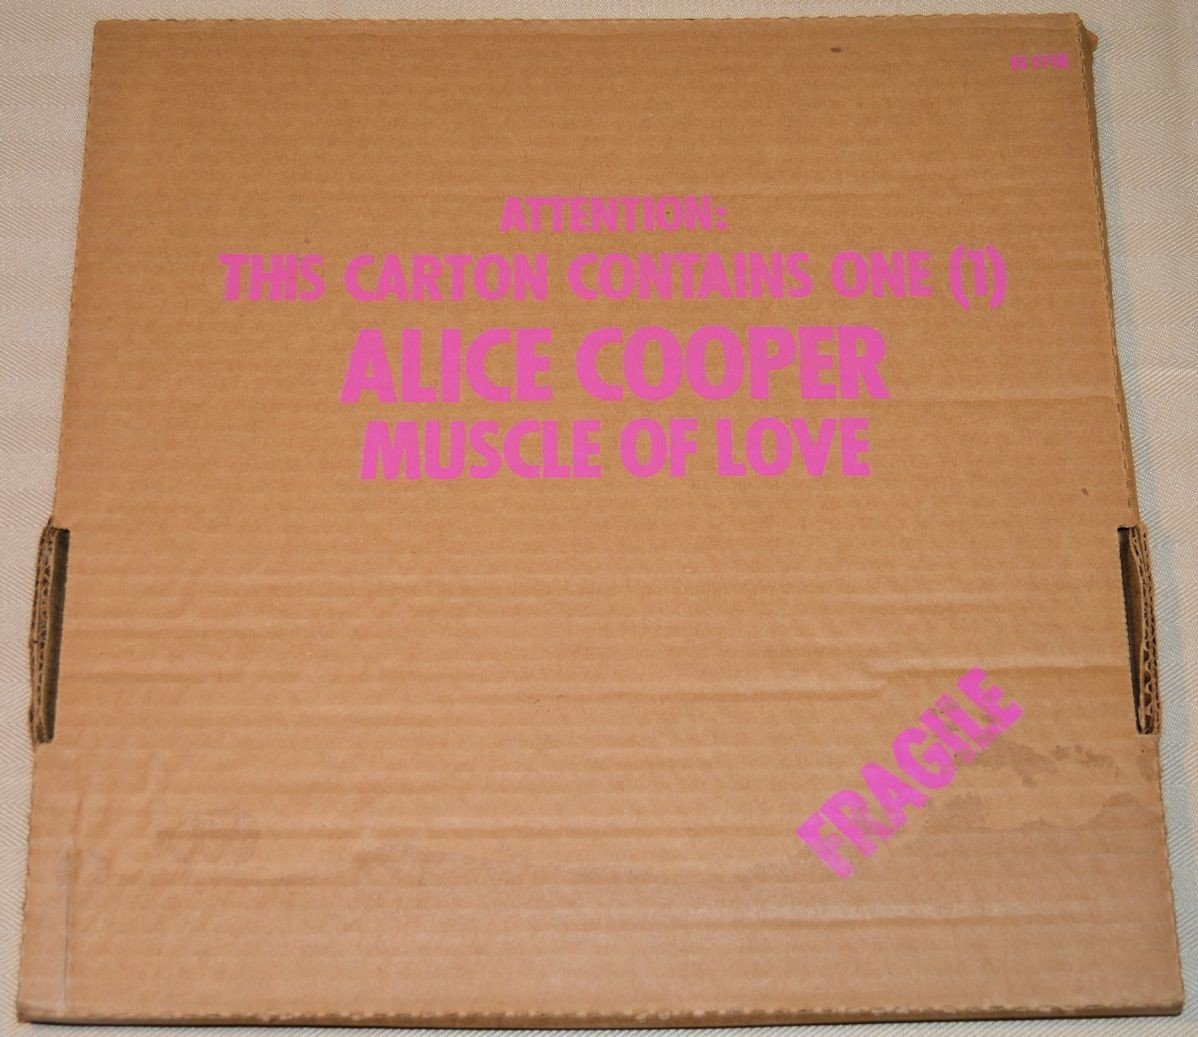 ATTENTION:
THIS CARTON CONTAINS ONE (1)
ALICE COOPER
MUSCLE OF LOVE
FRAGILE